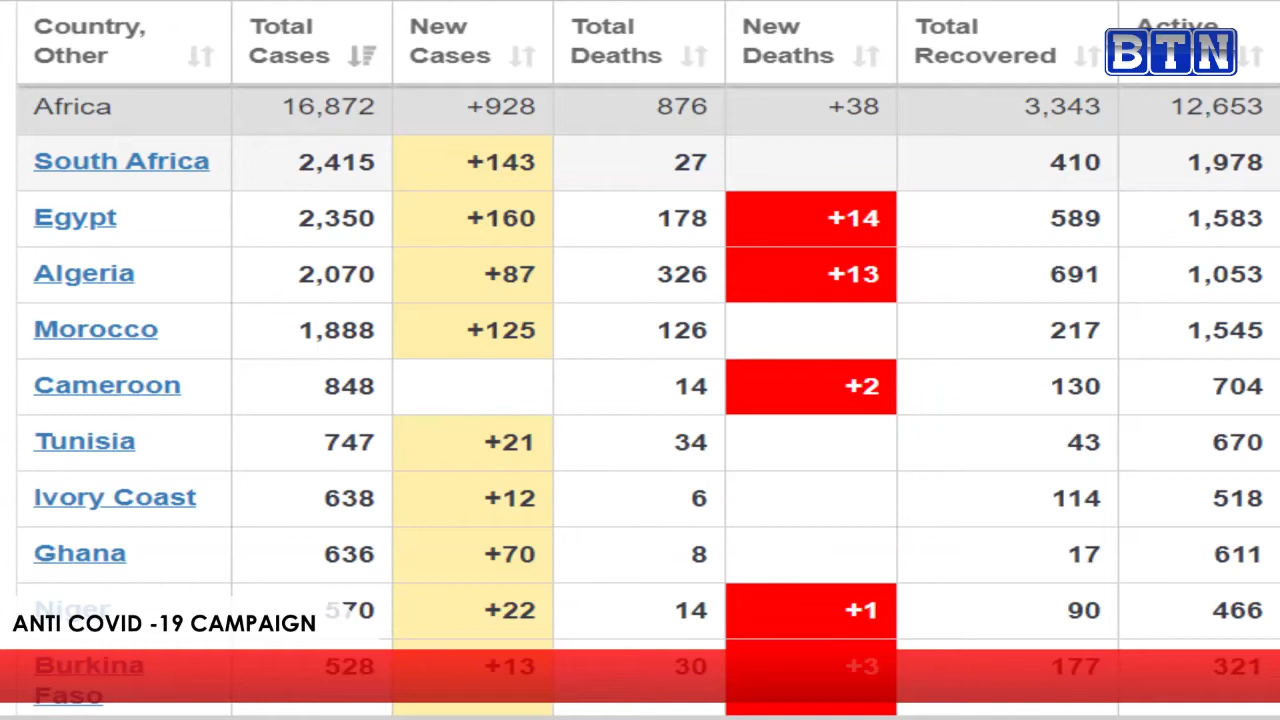 Country, Other Total Cases New Cases Total Deaths New Deaths Total Recovered Active
BTN
Africa 16,872 +928 876 +38 3,343 12,653
South Africa 2,415 +143 27 410 1,978
Egypt 2,350 +160 178 +14 589 1,583
Algeria 2,070 +87 326 +13 691 1,053
Morocco 1,888 +125 126 217 1,545
Cameroon 848 14 +2 130 704
Tunisia 747 +21 34 43 670
Ivory Coast 638 +12 6 114 518
Ghana 636 +70 8 17 611
Niger 570 +22 14 +1 90 466
ANTI COVID -19 CAMPAIGN
Burkina Faso 528 +13 30 +3 177 321